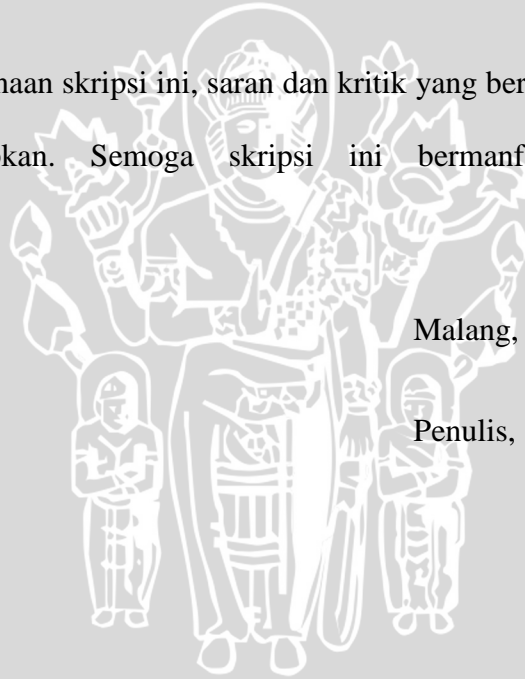 naan skripsi ini, saran dan kritik yang ber
kan. Semoga skripsi ini bermanf
Malang,
Penulis,